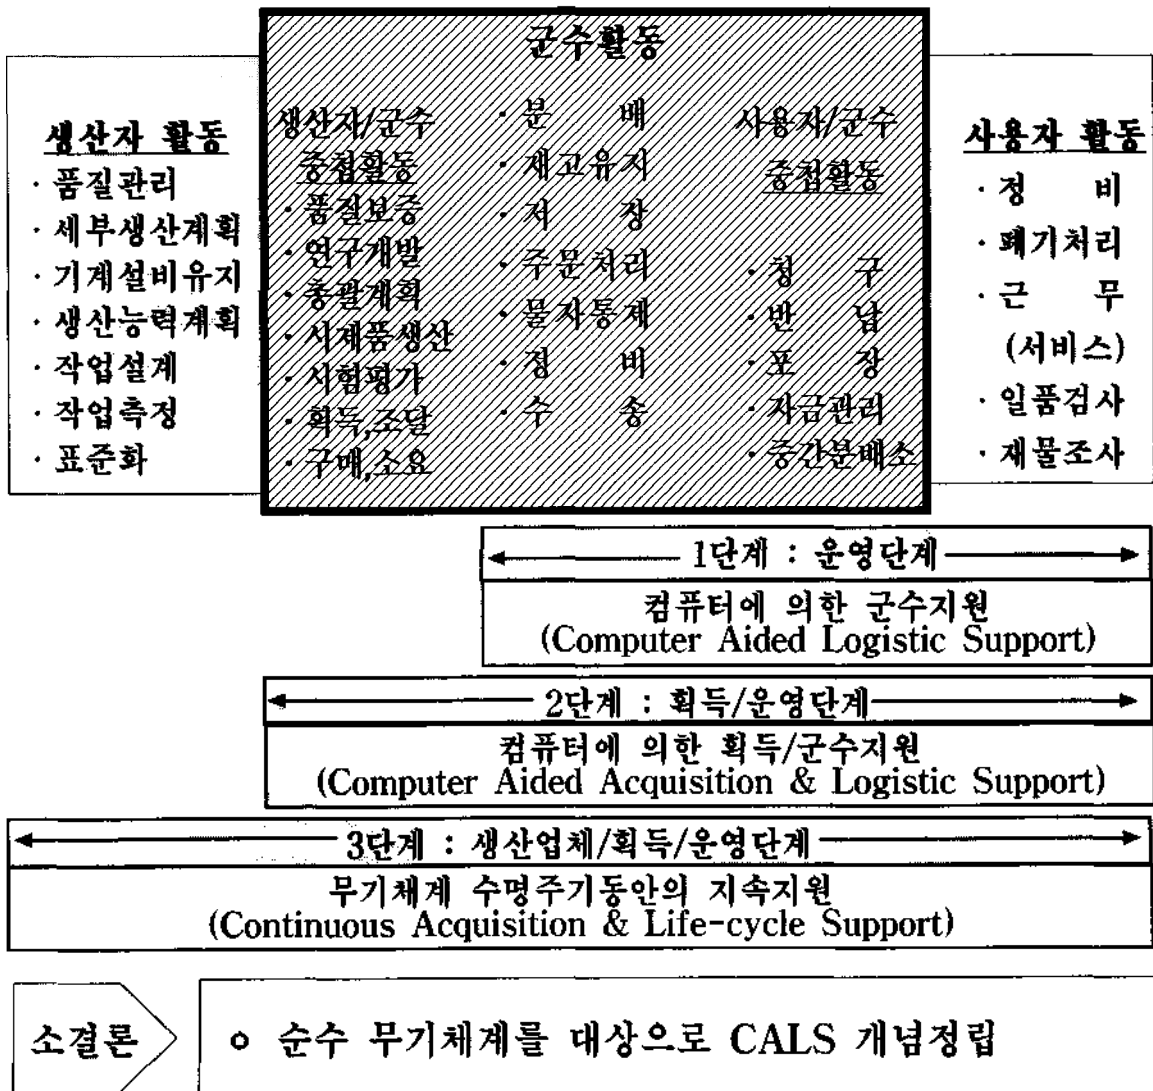 군수활동
생산자 활동
· 품질관리
· 세부생산계획
· 기계설비유지
· 생산능력계획
· 작업설계
· 작업측정
· 표준화
생산자/군수
중첩활동
· 품질보증
· 연구개발
· 총괄계획
· 시제품생산
· 시험평가
· 획득,조달
· 구매,소요
· 분 배
· 재고유지
· 저 장
· 주문처리
· 물자통제
· 정 비
· 수 송
사용자/군수
중첩활동
· 청 구
· 반 납
· 포 장
· 자금관리
· 중간분배소
사용자 활동
· 정 비
· 폐기처리
· 근 무
(서비스)
· 일품검사
· 재물조사
1단계 : 운영단계
컴퓨터에 의한 군수지원
(Computer Aided Logistic Support)
2단계 : 획득/운영단계
컴퓨터에 의한 획득/군수지원
(Computer Aided Acquisition & Logistic Support)
3단계 : 생산업체/획득/운영단계
무기체계 수명주기동안의 지속지원
(Continuous Acquisition & Life-cycle Support)
소결론
o 순수 무기체계를 대상으로 CALS 개념정립